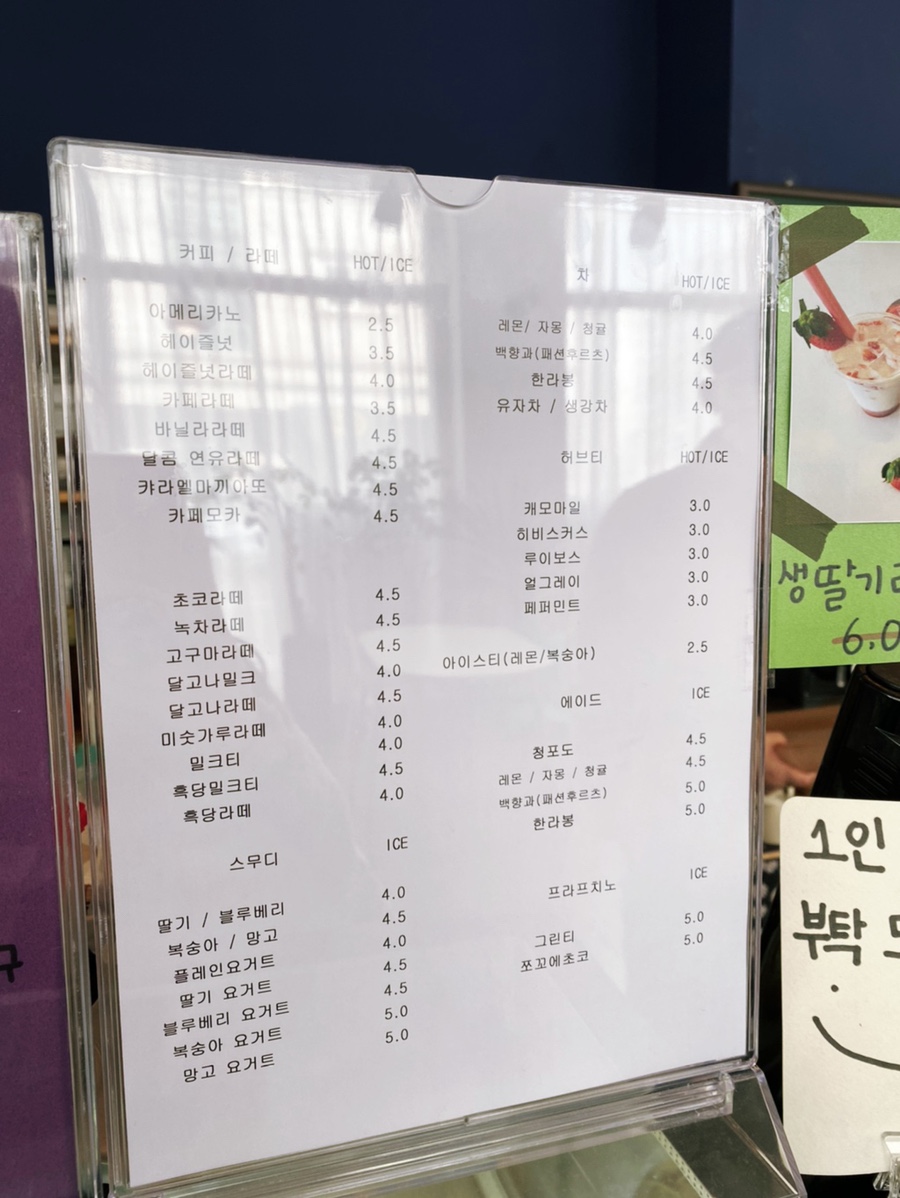 커피 / 라떼 HOT/ICE
아메리카노 2.5
헤이즐넛 3.5
헤이즐넛라떼 4.0
카페라떼 3.5
바닐라라떼 4.5
달콤 연유라떼 4.5
캬라멜마끼아또 4.5
카페모카 4.5
초코라떼 4.5
녹차라떼 4.5
고구마라떼 4.5
달고나밀크 4.0
달고나라떼 4.5
미숫가루라떼 4.0
밀크티 4.0
흑당밀크티 4.5
흑당라떼 4.0
스무디 ICE
딸기 / 블루베리 4.0
복숭아 / 망고 4.5
플레인요거트 4.0
딸기 요거트 4.5
블루베리 요거트 4.5
복숭아 요거트 5.0
망고 요거트 5.0
차 HOT/ICE
레몬/ 자몽 / 청귤 4.0
백향과(패션후르츠) 4.5
한라봉 4.5
유자차 / 생강차 4.0
허브티 HOT/ICE
캐모마일 3.0
히비스커스 3.0
루이보스 3.0
얼그레이 3.0
페퍼민트 3.0
아이스티(레몬/복숭아) 2.5
에이드 ICE
청포도 4.5
레몬 / 자몽 / 청귤 4.5
백향과(패션후르츠) 5.0
한라봉 5.0
프라프치노 ICE
그린티 5.0
쪼꼬에초코 5.0
생딸기
6.0
1인
부탁
구